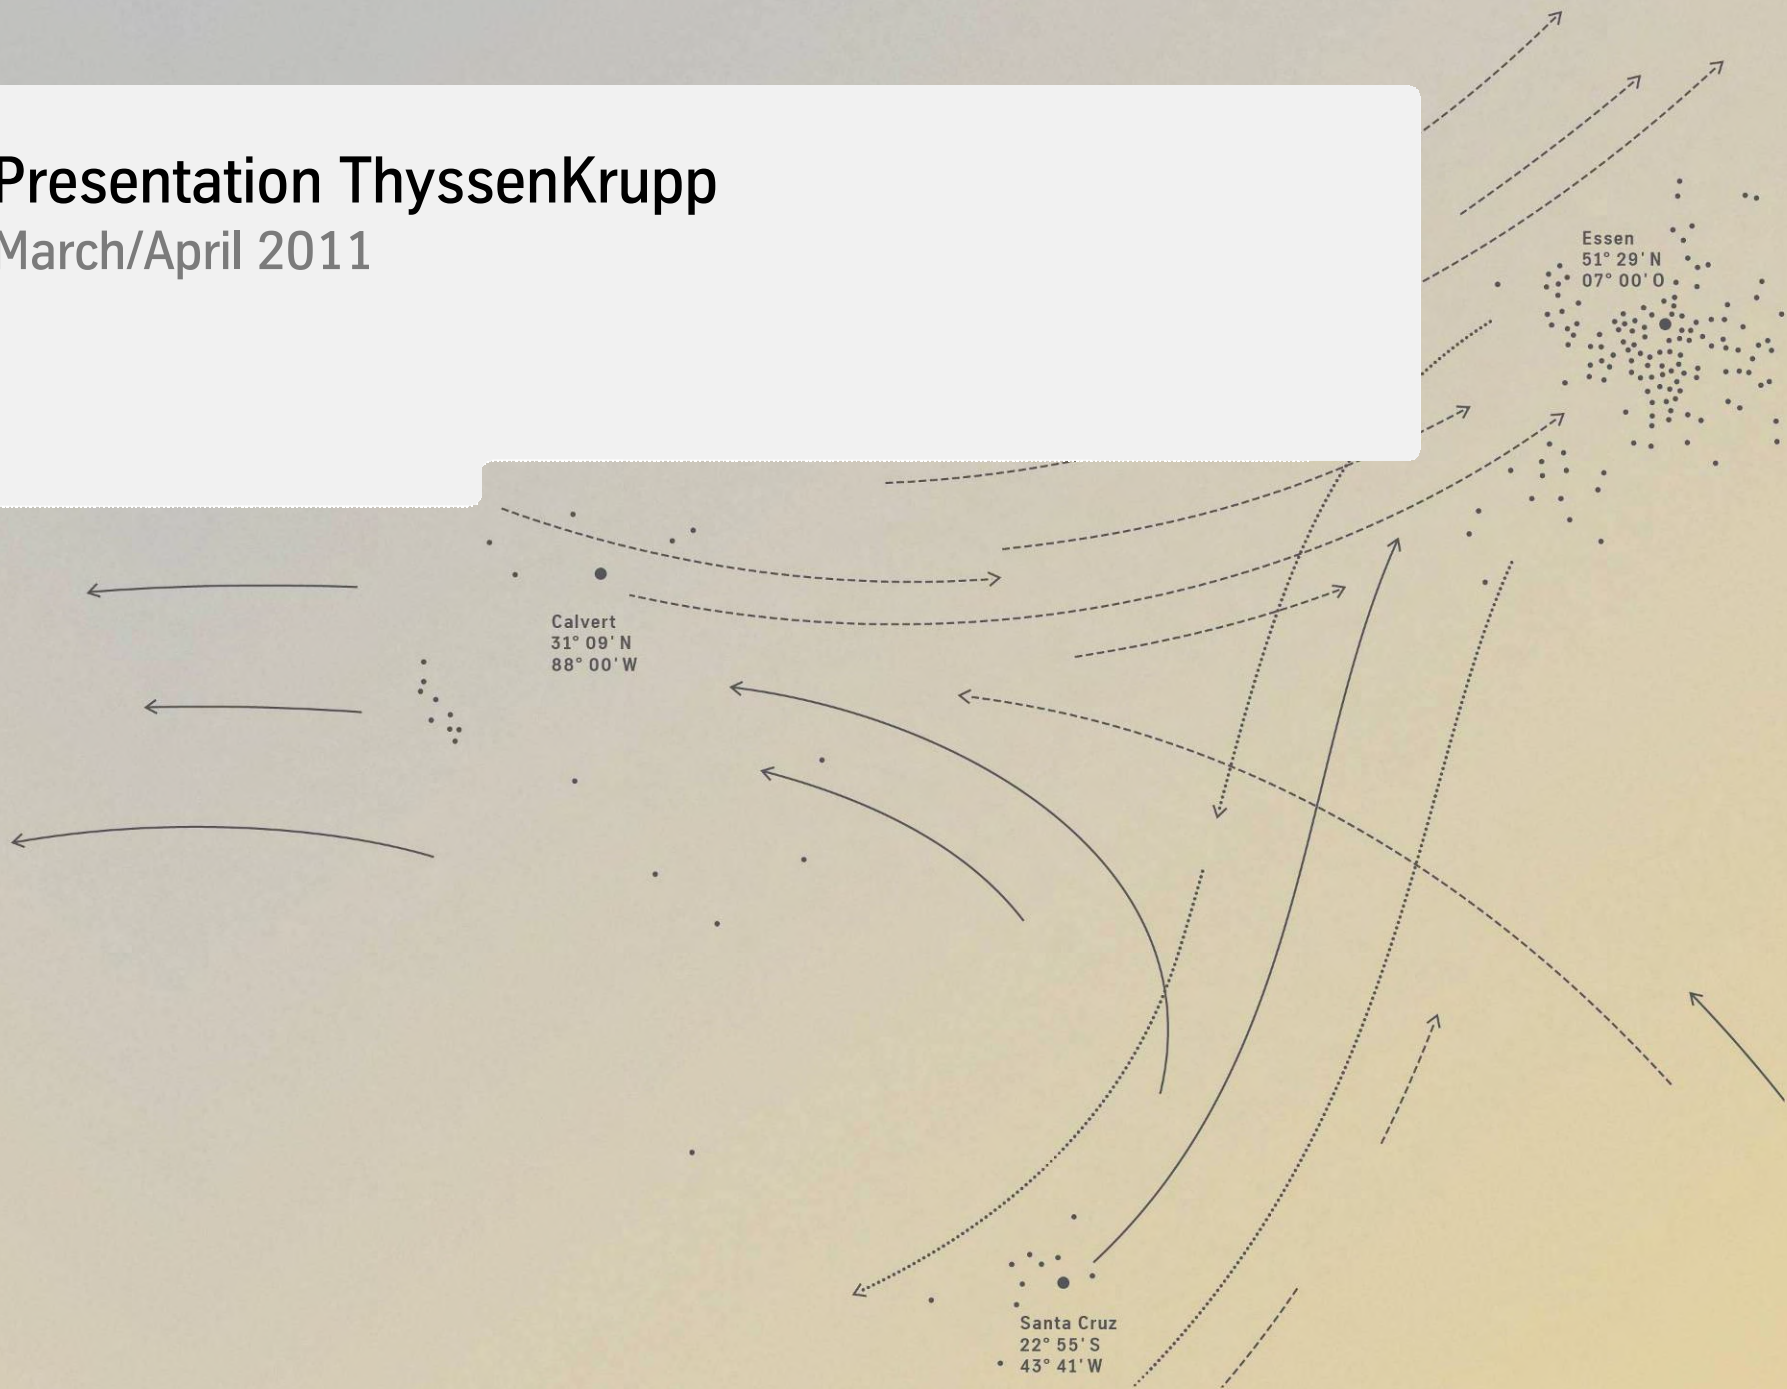 Presentation ThyssenKrupp
March/April 2011
Essen
51° 29' N
07° 00' O
Calvert
31° 09' N
88° 00' W
Santa Cruz
22° 55' S
43° 41' W